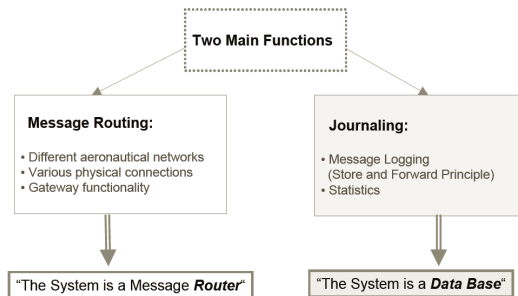 Two Main Functions
Message Routing:
• Different aeronautical networks
• Various physical connections
• Gateway functionality
“The System is a Message Router“
Journaling:
• Message Logging
(Store and Forward Principle)
• Statistics
“The System is a Data Base“